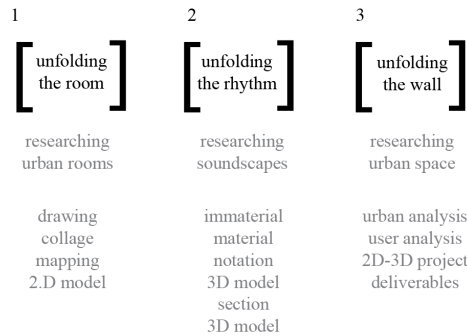 1
unfolding
the room
researching
urban rooms
drawing
collage
mapping
2.D model
2
unfolding
the rhythm
researching
soundscapes
immaterial
material
notation
3D model
section
3D model
3
unfolding
the wall
researching
urban space
urban analysis
user analysis
2D-3D project
deliverables